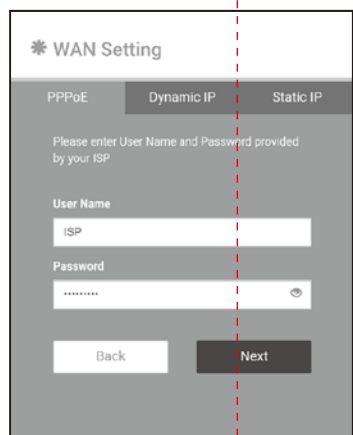 WAN Setting
PPPoE Dynamic IP Static IP
Please enter User Name and Password provided
by your ISP
User Name
ISP
Password
·········
Back Next